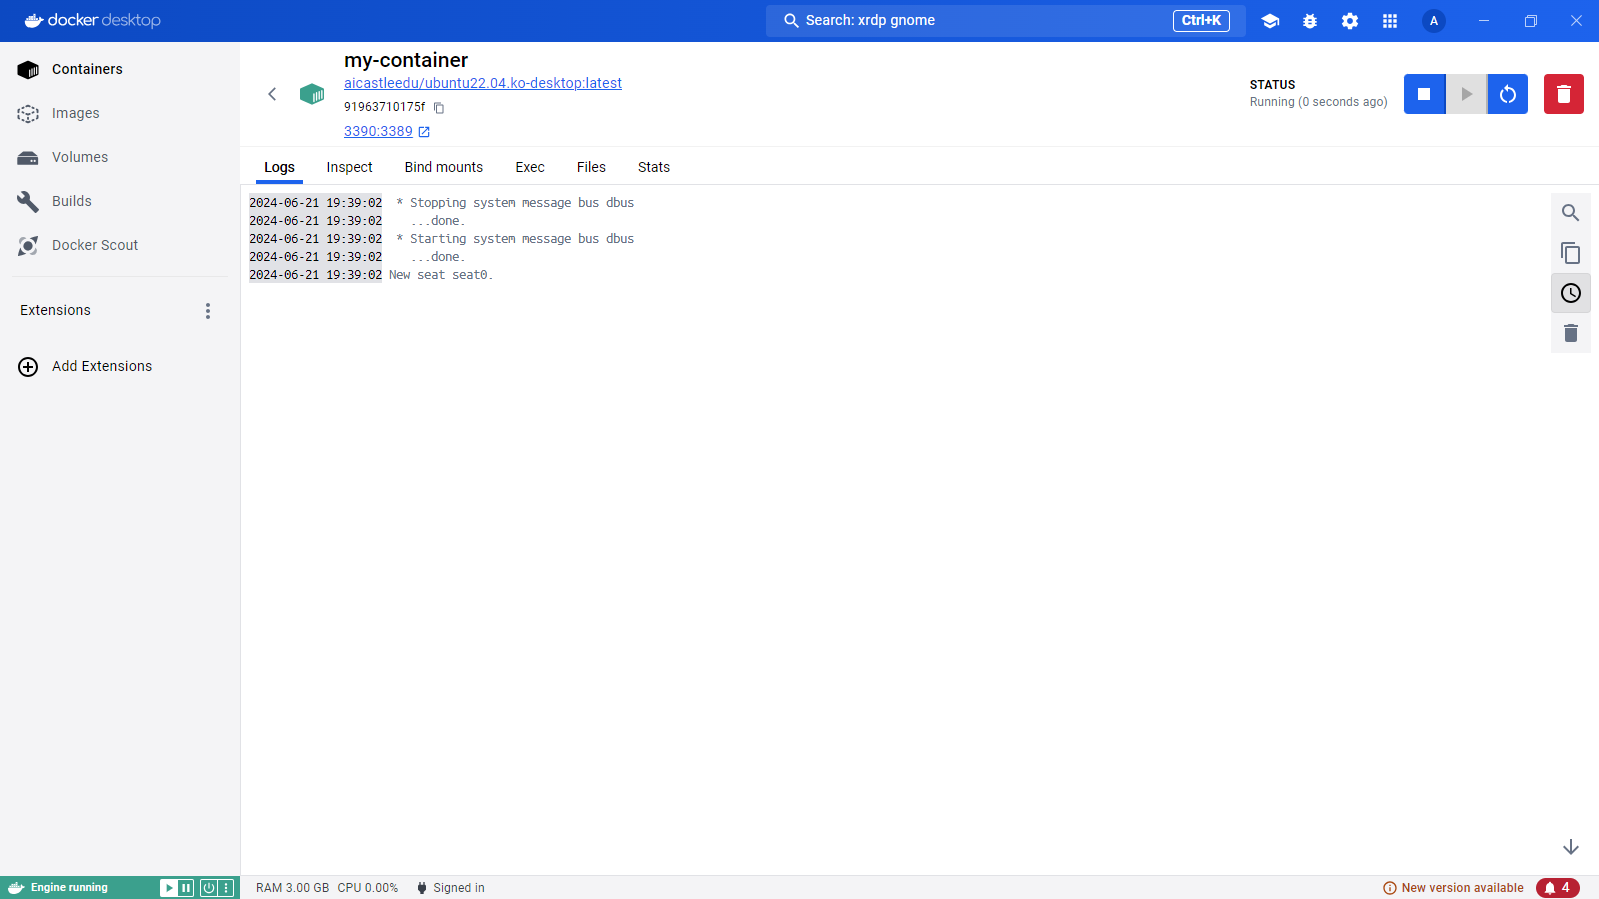 docker desktop
Search: xrdp gnome
Ctrl+K
A
Containers
Images
Volumes
Builds
Docker Scout
Extensions
Add Extensions
my-container
aicastleedu/ubuntu22.04.ko-desktop:latest
91963710175f
3390:3389
STATUS
Running (0 seconds ago)
Logs
Inspect
Bind mounts
Exec
Files
Stats
2024-06-21 19:39:02 * Stopping system message bus dbus
2024-06-21 19:39:02 ...done.
2024-06-21 19:39:02 * Starting system message bus dbus
2024-06-21 19:39:02 ...done.
2024-06-21 19:39:02 New seat seat0.
Engine running
RAM 3.00 GB CPU 0.00%
Signed in
New version available
4